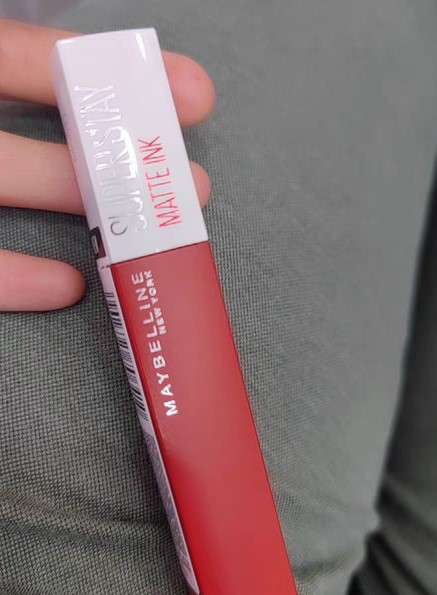 SUPERSTAY
MATTE INK
MAYBELLINE
NEW YORK